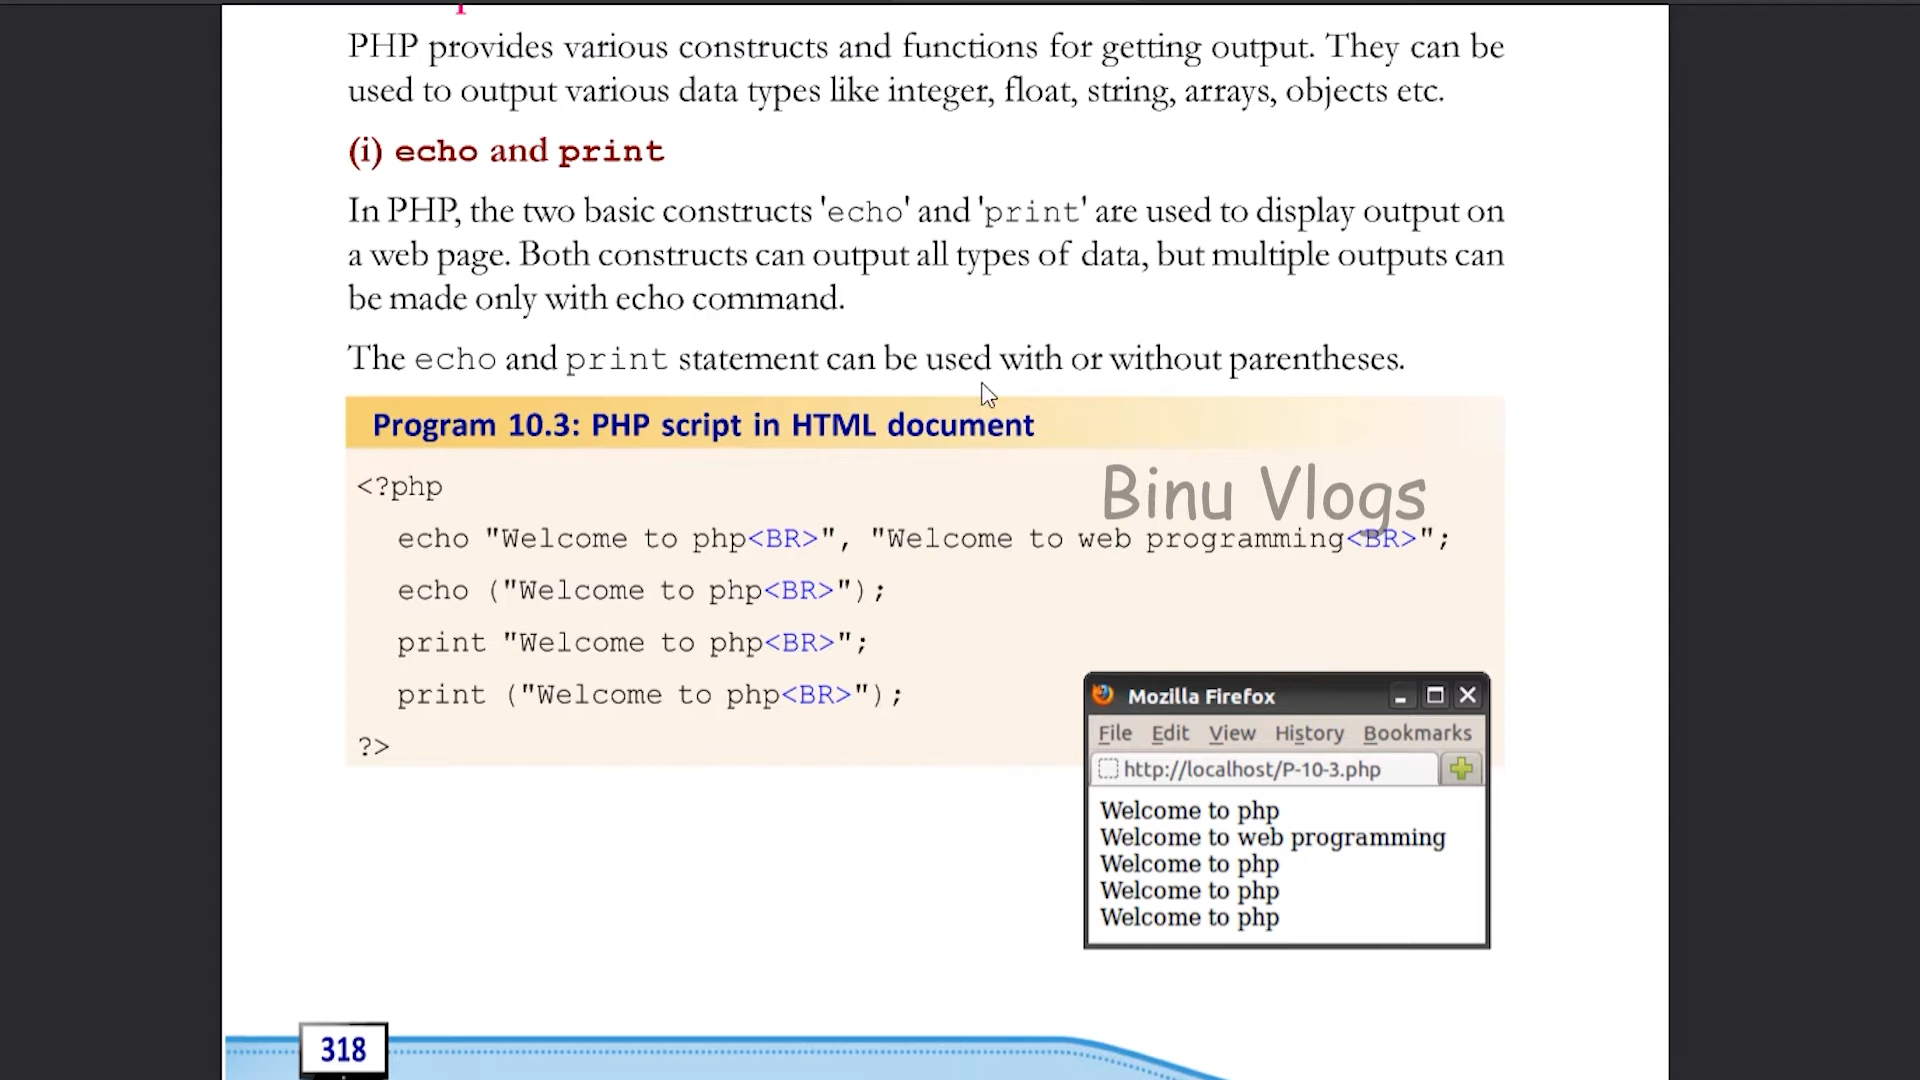 PHP provides various constructs and functions for getting output. They can be
used to output various data types like integer, float, string, arrays, objects etc.
(i) echo and print
In PHP, the two basic constructs 'echo' and 'print' are used to display output on
a web page. Both constructs can output all types of data, but multiple outputs can
be made only with echo command.
The echo and print statement can be used with or without parentheses.
Program 10.3: PHP script in HTML document
Binu Vlogs
<?php
echo "Welcome to php<BR>", "Welcome to web programming<BR>";
echo ("Welcome to php<BR>");
print "Welcome to php<BR>";
print ("Welcome to php<BR>");
?>
Mozilla Firefox
File Edit View History Bookmarks
http://localhost/P-10-3.php
Welcome to php
Welcome to web programming
Welcome to php
Welcome to php
Welcome to php
318